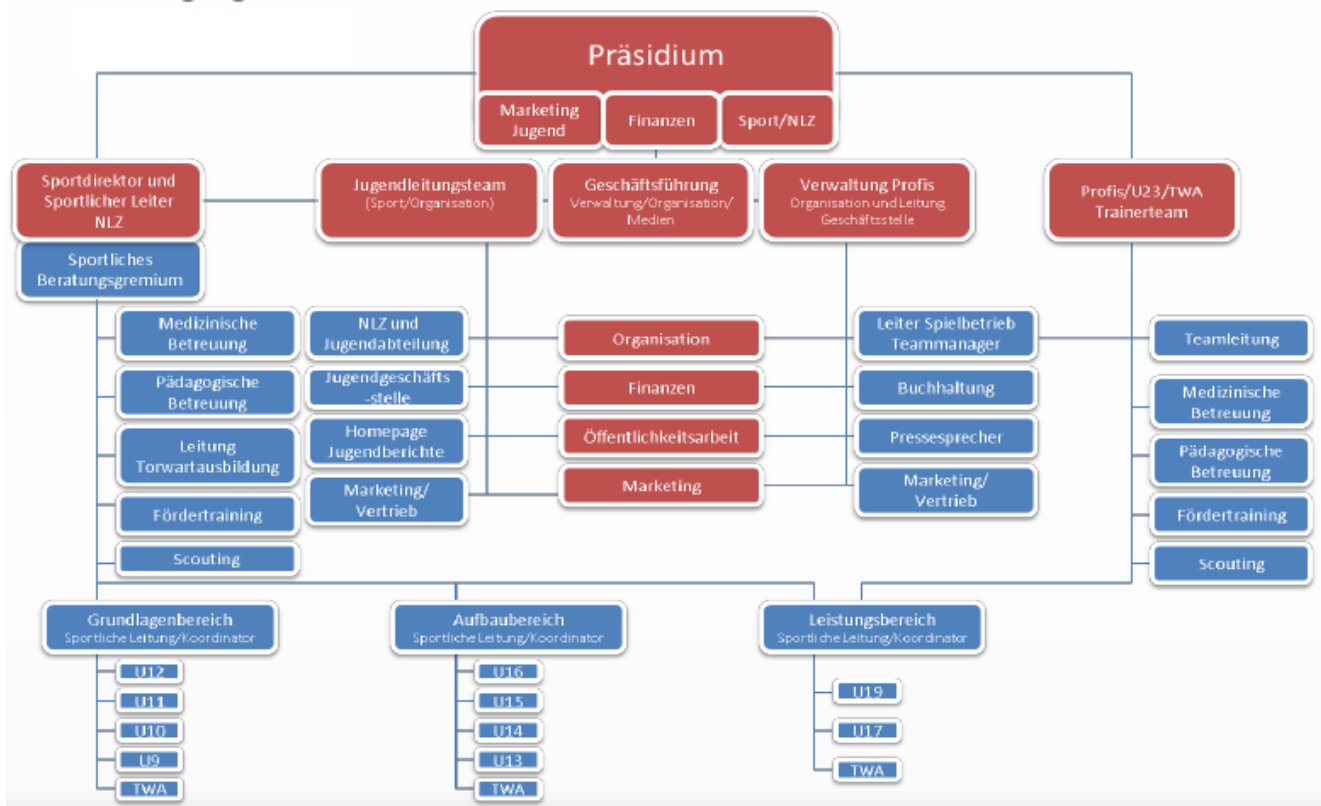 Präsidium
Marketing
Jugend
Finanzen
Sport/NLZ
Sportdirektor und
Sportlicher Leiter
NLZ
Jugendleitungsteam
(Sport/Organisation)
Geschäftsführung
Verwaltung/Organisation/
Medien
Verwaltung Profis
Organisation und Leitung
Geschäftsstelle
Profis/U23/TWA
Trainerteam
Sportliches
Beratungsgremium
Medizinische
Betreuung
Pädagogische
Betreuung
Leitung
Torwartausbildung
Fördertraining
Scouting
NLZ und
Jugendabteilung
Jugendgeschäfts
-stelle
Homepage
Jugendberichte
Marketing/
Vertrieb
Organisation
Finanzen
Öffentlichkeitsarbeit
Marketing
Leiter Spielbetrieb
Teammanager
Buchhaltung
Pressesprecher
Marketing/
Vertrieb
Teamleitung
Medizinische
Betreuung
Pädagogische
Betreuung
Fördertraining
Scouting
Grundlagenbereich
Sportliche Leitung/Koordinator
U12
U11
U10
U9
TWA
Aufbaubereich
Sportliche Leitung/Koordinator
U16
U15
U14
U13
TWA
Leistungsbereich
Sportliche Leitung/Koordinator
U19
U17
TWA